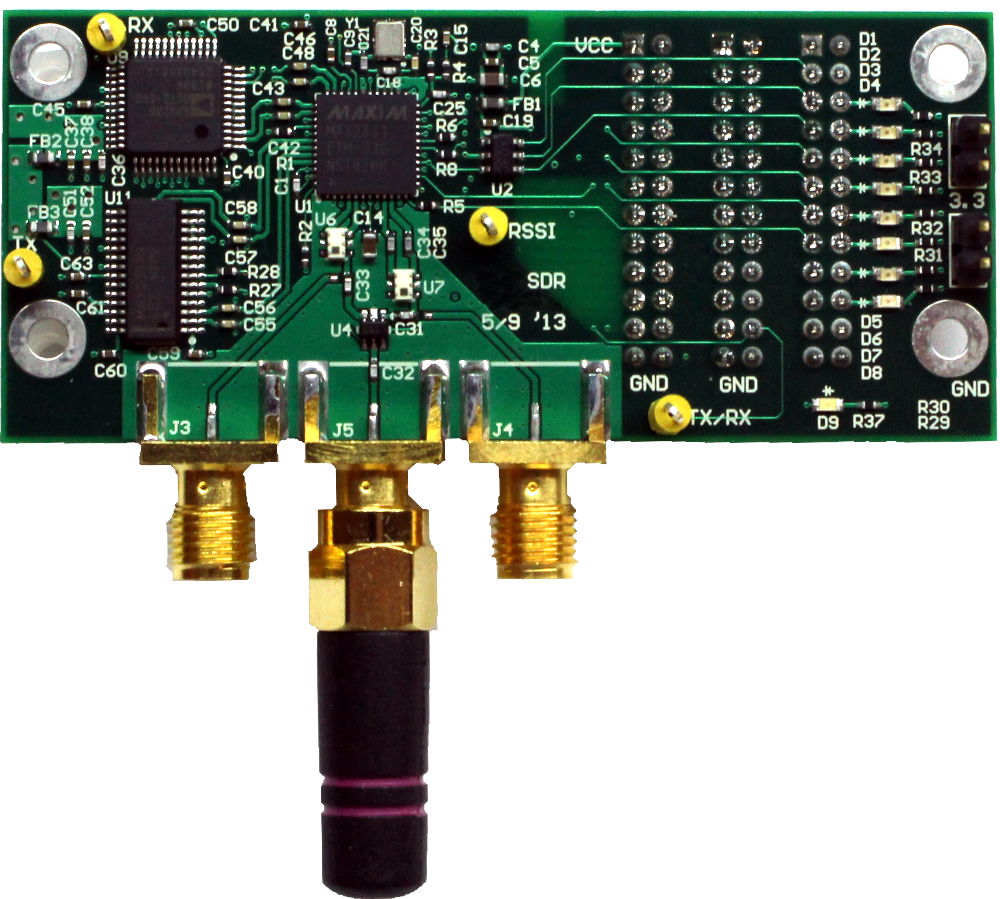 RX
C50
C41
C46
C48
C8
C9
Y1
C21
C20
R3
C15
C4
C5
C6
VCC
D1
D2
D3
D4
C45
C43
C18
R4
C25
FB1
C19
R6
FB2
C37
C38
MAXIM
C42
R1
R8
R34
C36
C40
U2
R33
U11
C51
C52
C58
U1
U6
C14
R5
3.3
FB3
R2
C34
C35
RSSI
R32
TX
C57
R31
C63
R28
R27
C33
U7
SDR
C61
C56
C55
U4
C31
5/9 '13
D5
D6
D7
D8
C60
C59
C32
GND
GND
GND
J3
J5
J4
TX/RX
D9
R37
R30
R29